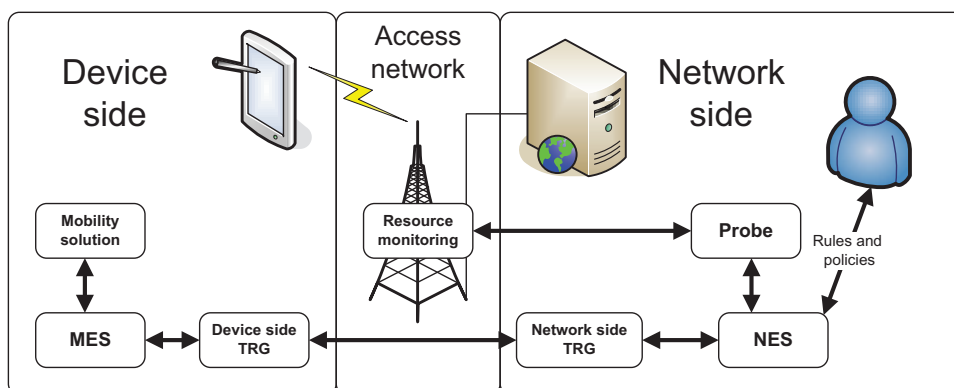 Device
side
Access
network
Network
side
Mobility
solution
Resource
monitoring
Probe
Rules and
policies
MES
Device side
TRG
Network side
TRG
NES